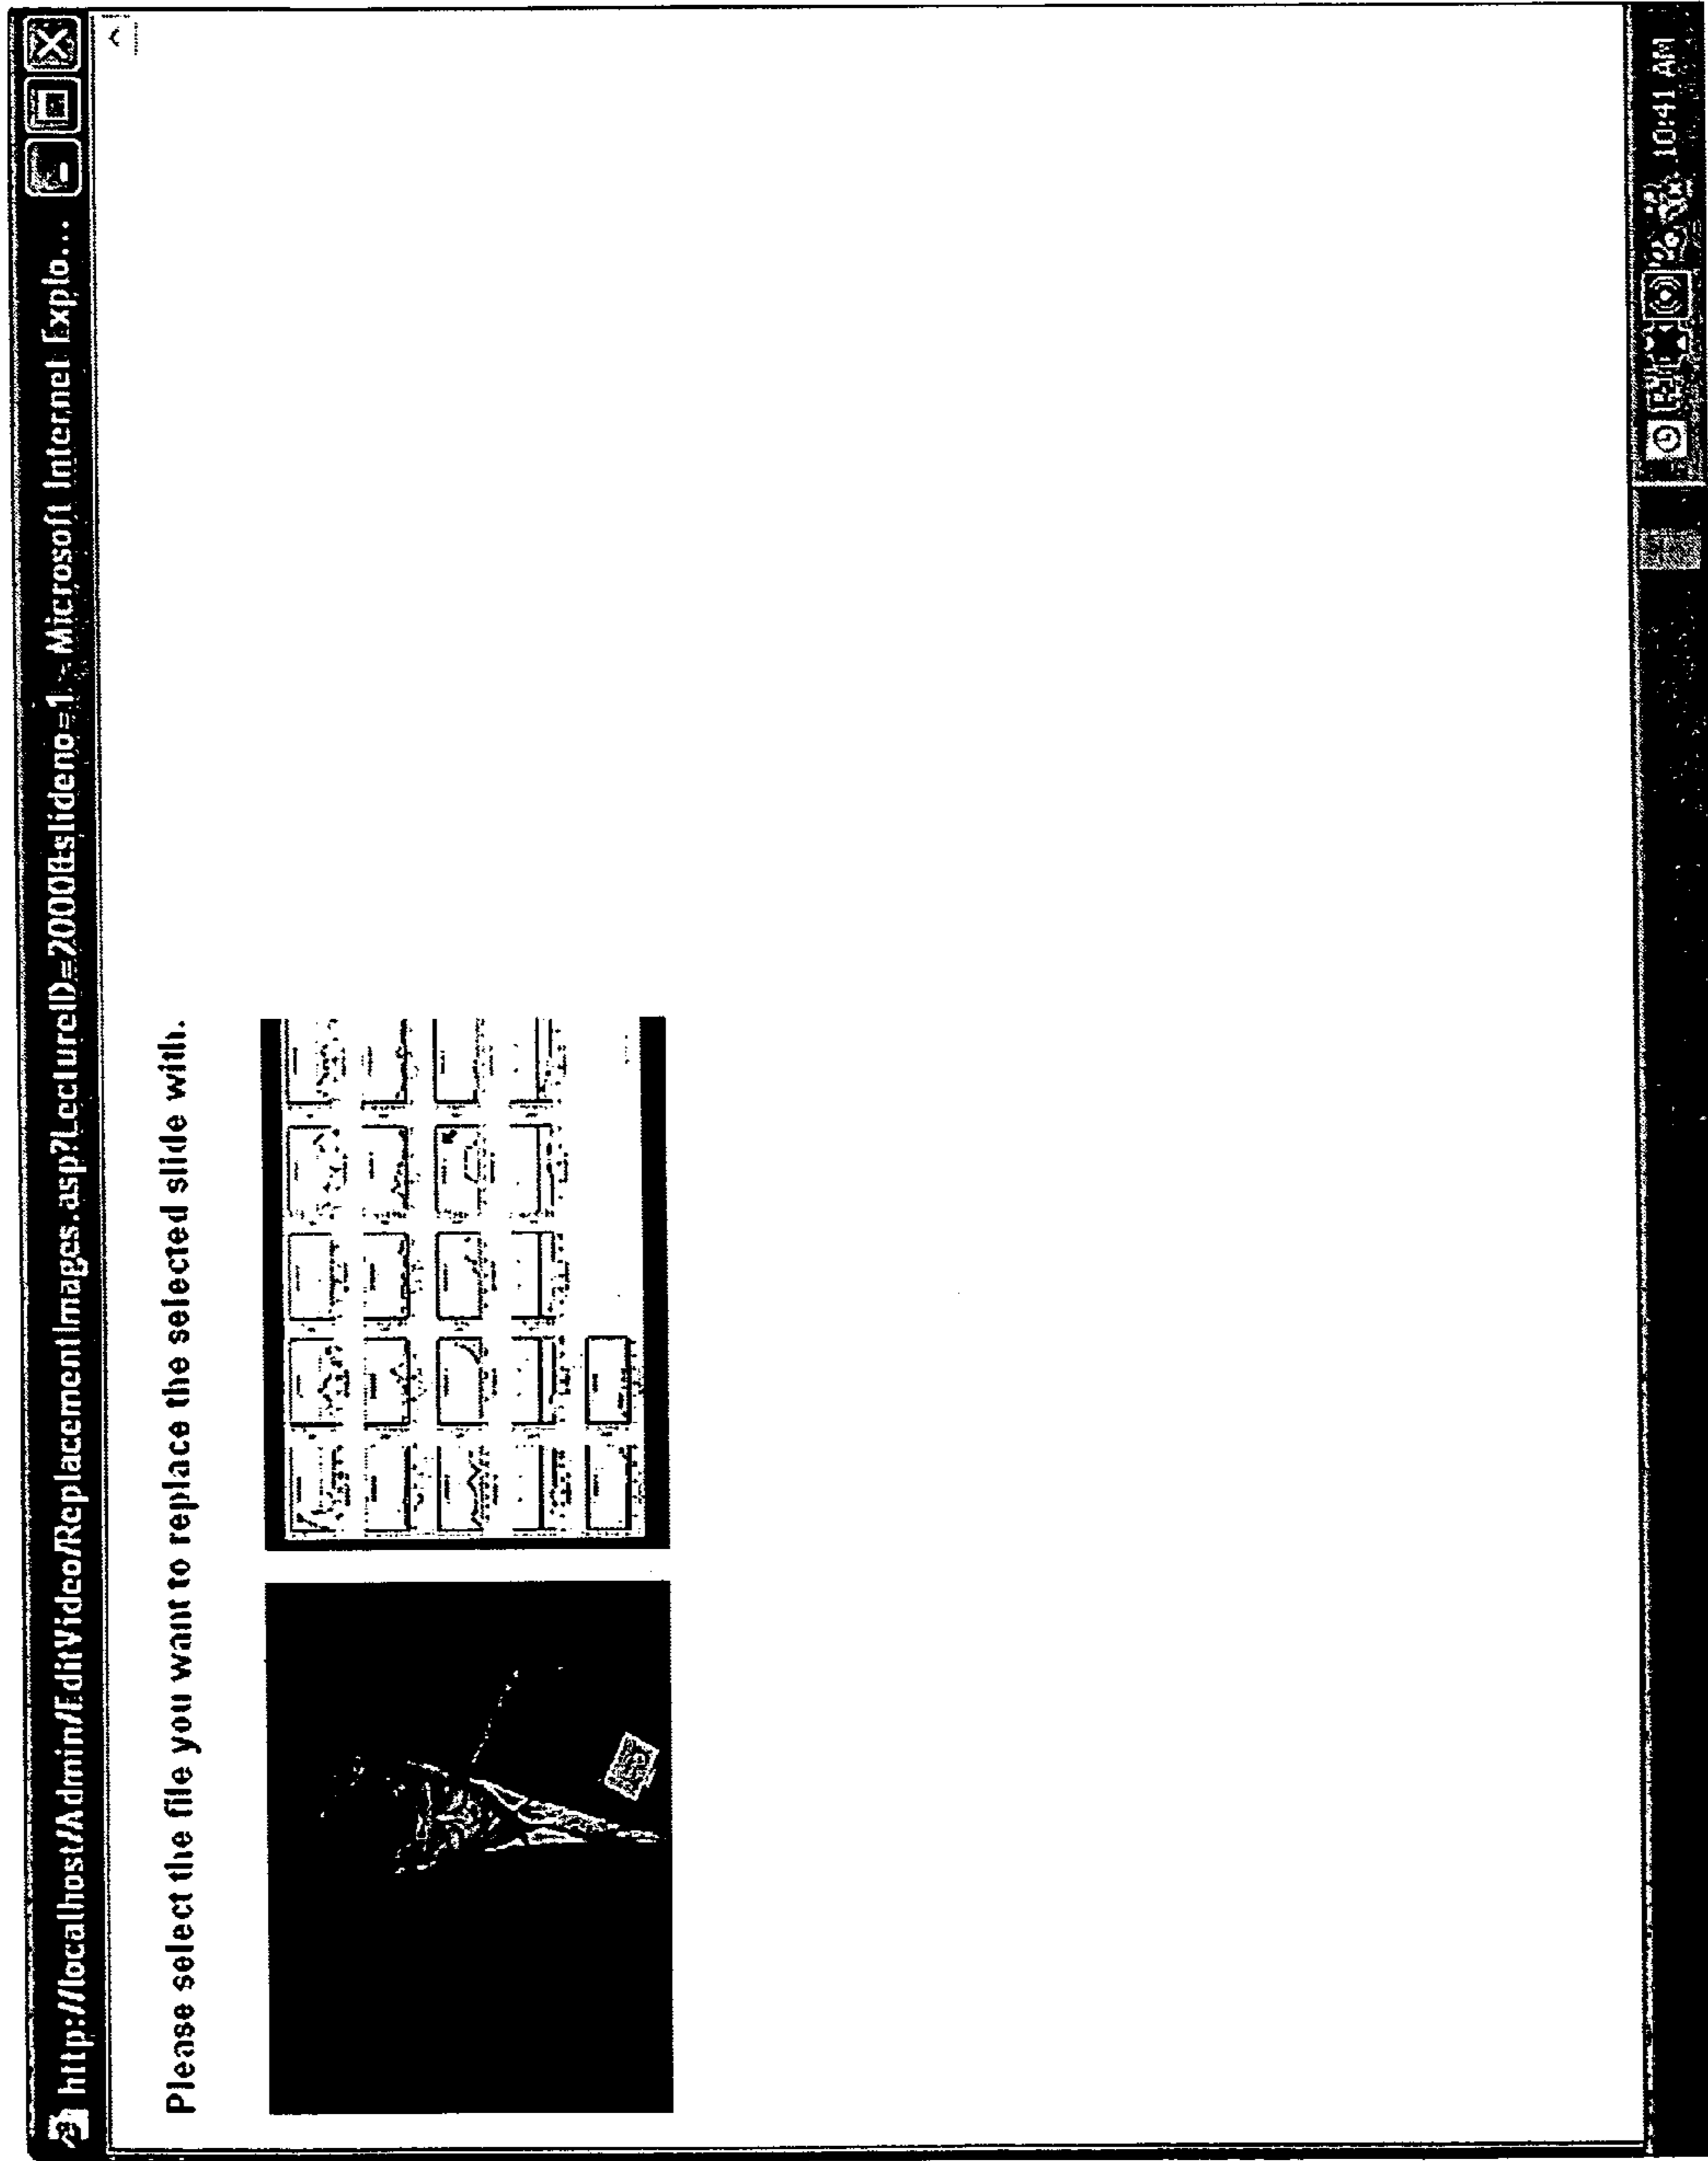 http://localhost/Admin/EditVideo/ReplacementImages.asp?LectureID=2000&slideno=1 - Microsoft Internet Explo...
Please select the file you want to replace the selected slide with.
10:41 AM